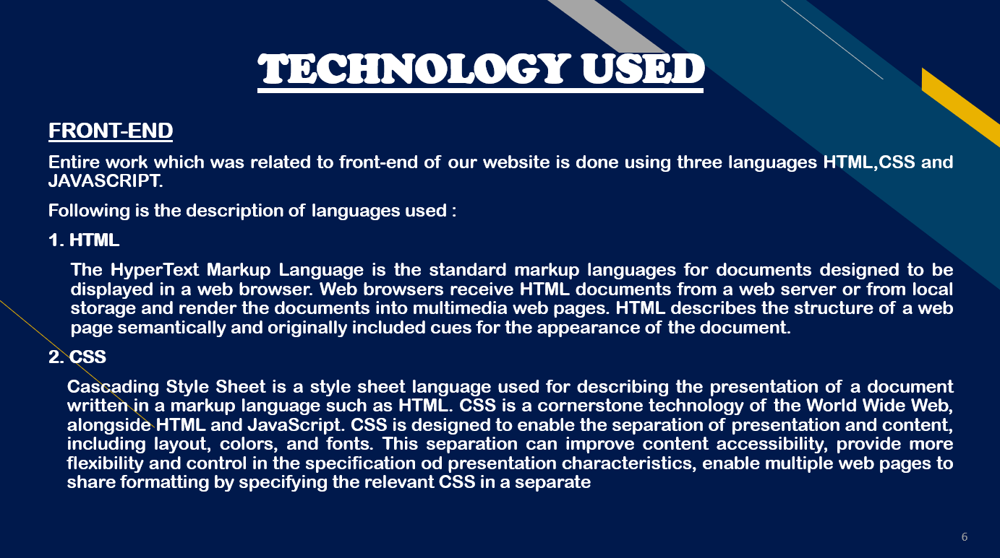 TECHNOLOGY USED
FRONT-END
Entire work which was related to front-end of our website is done using three languages HTML,CSS and
JAVASCRIPT.
Following is the description of languages used :
1. HTML
The HyperText Markup Language is the standard markup languages for documents designed to be
displayed in a web browser. Web browsers receive HTML documents from a web server or from local
storage and render the documents into multimedia web pages. HTML describes the structure of a web
page semantically and originally included cues for the appearance of the document.
2. CSS
Cascading Style Sheet is a style sheet language used for describing the presentation of a document
written in a markup language such as HTML. CSS is a cornerstone technology of the World Wide Web,
alongside HTML and JavaScript. CSS is designed to enable the separation of presentation and content,
including layout, colors, and fonts. This separation can improve content accessibility, provide more
flexibility and control in the specification od presentation characteristics, enable multiple web pages to
share formatting by specifying the relevant CSS in a separate
6